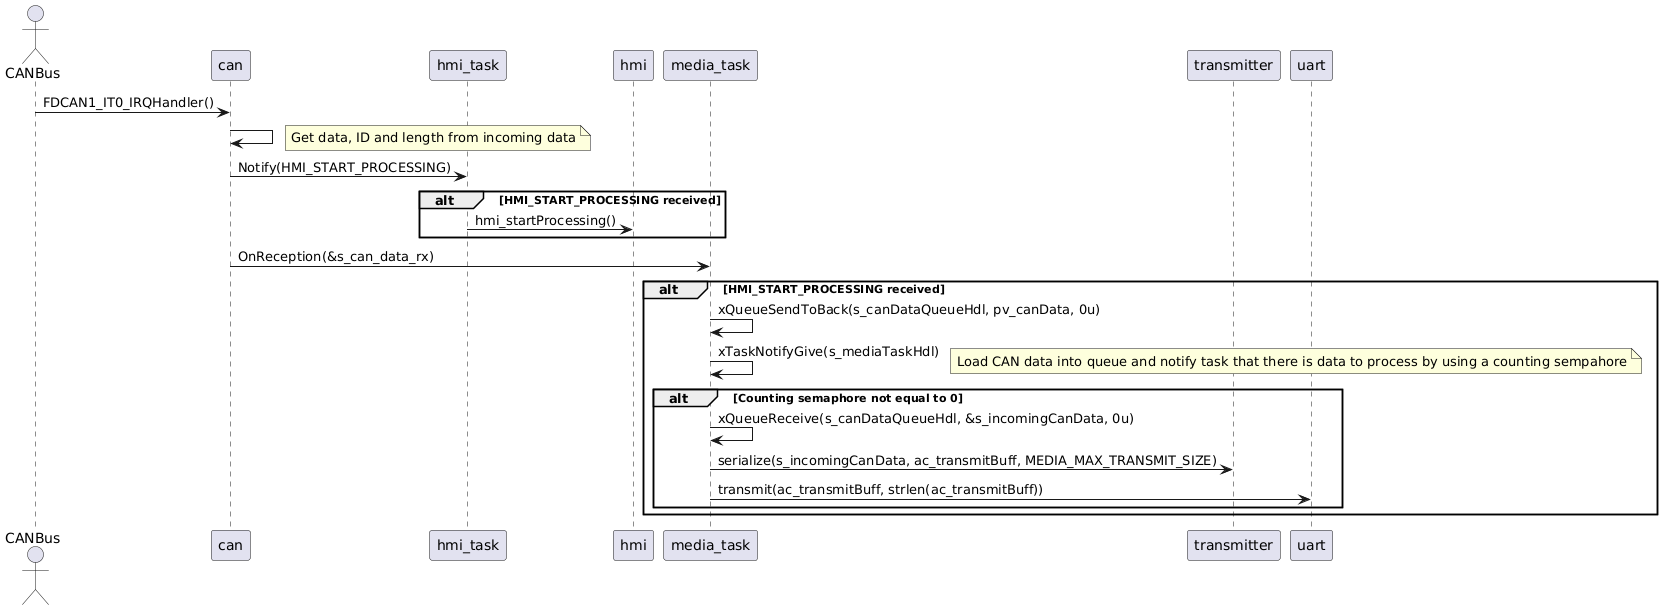 CANBus
can
hmi_task
hmi
media_task
transmitter
uart
FDCAN1_IT0_IRQHandler()
Get data, ID and length from incoming data
Notify(HMI_START_PROCESSING)
alt
[HMI_START_PROCESSING received]
hmi_startProcessing()
OnReception(&s_can_data_rx)
alt
[HMI_START_PROCESSING received]
xQueueSendToBack(s_canDataQueueHdl, pv_canData, 0u)
xTaskNotifyGive(s_mediaTaskHdl)
Load CAN data into queue and notify task that there is data to process by using a counting sempahore
alt
[Counting semaphore not equal to 0]
xQueueReceive(s_canDataQueueHdl, &s_incomingCanData, 0u)
serialize(s_incomingCanData, ac_transmitBuff, MEDIA_MAX_TRANSMIT_SIZE)
transmit(ac_transmitBuff, strlen(ac_transmitBuff))
CANBus
can
hmi_task
hmi
media_task
transmitter
uart